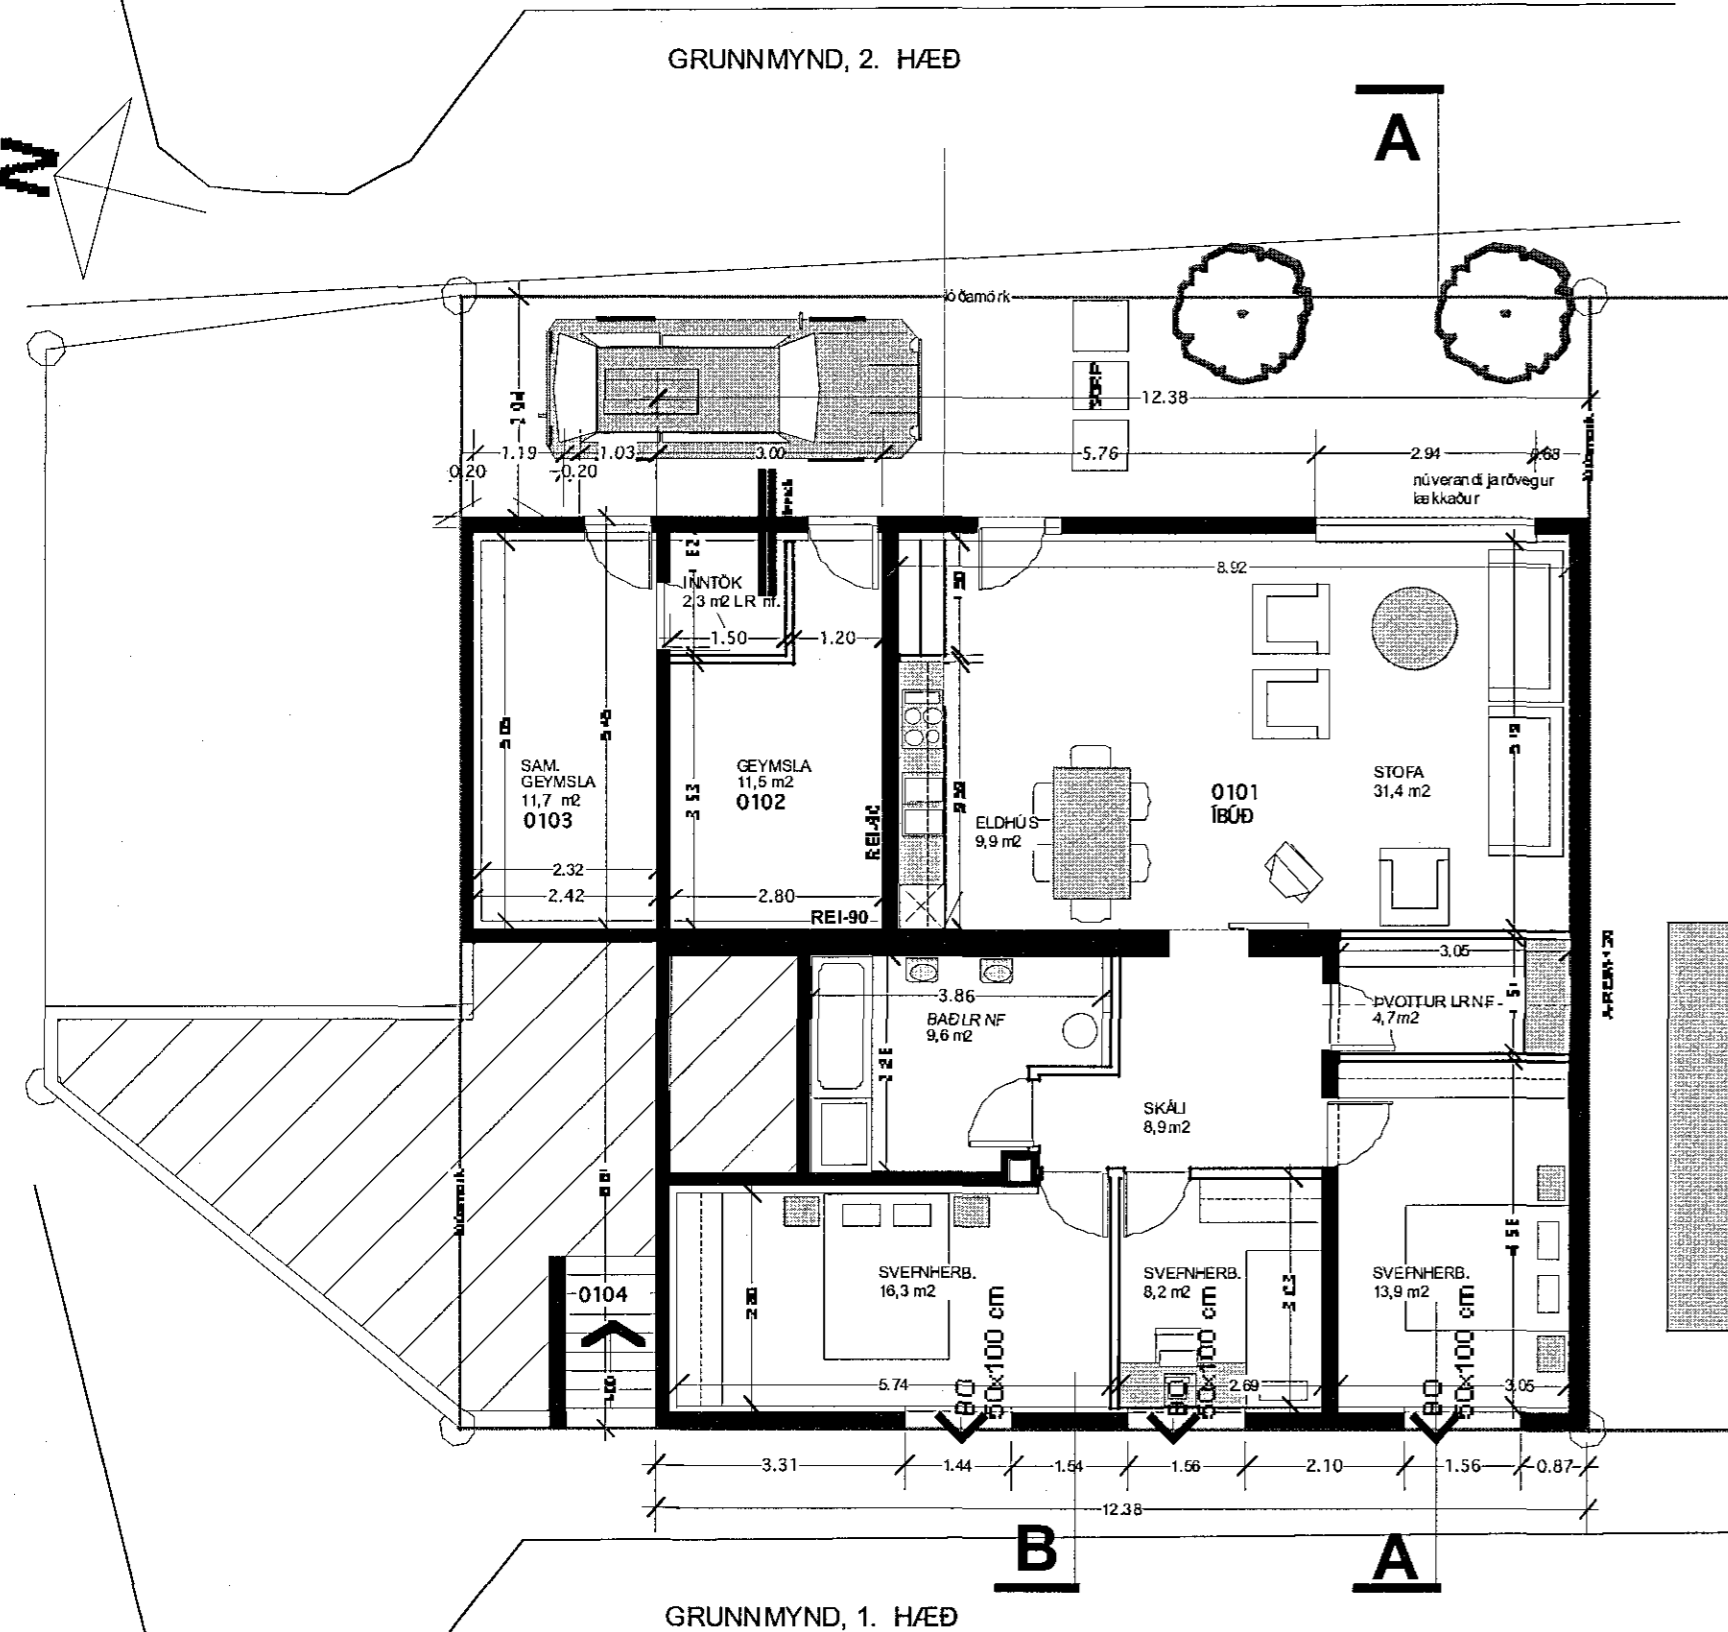 GRUNNMYND, 2. HÆÐ
A
N
12.38
SORP
1.19
0.20
0.20
1.03
3.00
5.76
2.94
núverandi jarðvegur
lækkaður
INNTÖK
2,3 m2 LR nf.
1.50
1.20
8.92
SAM.
GEYMSLA
11,7 m2
0103
GEYMSLA
11,5 m2
0102
2.32
2.42
2.80
REI-90
ELDHÚS
9,9 m2
0101
ÍBÚÐ
STOFA
31,4 m2
3.86
BAÐ LR NF
9,6 m2
3.05
ÞVOTTUR LR NF
4,7m2
SKÁLI
8,9m2
0104
SVEFNHERB.
16,3 m2
SVEFNHERB.
8,2 m2
SVEFNHERB.
13,9 m2
50x100 cm
50x100 cm
50x100 cm
5.74
2.69
3.05
3.31
1.44
1.54
1.56
2.10
1.56
0.87
12.38
B
A
GRUNNMYND, 1. HÆÐ